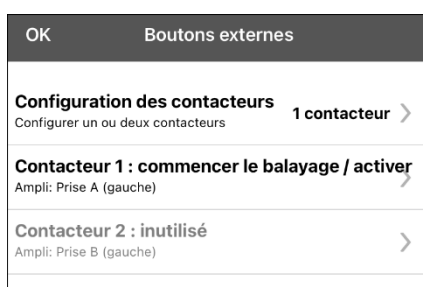 OK Boutons externes
Configuration des contacteurs 1 contacteur
Configurer un ou deux contacteurs
Contacteur 1 : commencer le balayage / activer
Ampli: Prise A (gauche)
Contacteur 2 : inutilisé
Ampli: Prise B (gauche)